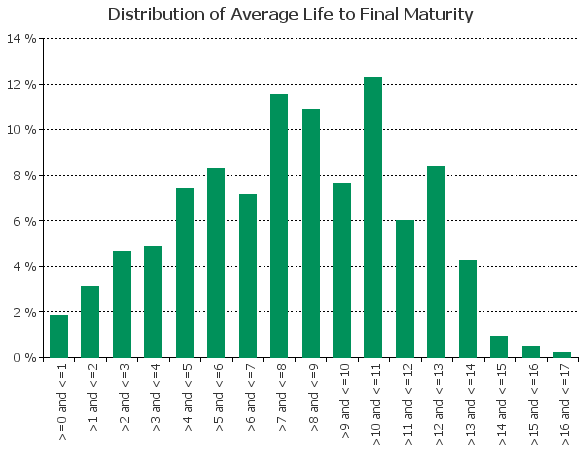 Distribution of Average Life to Final Maturity
14 %
12 %
10 %
8 %
6 %
4 %
2 %
0 %
>=0 and <=1
>1 and <=2
>2 and <=3
>3 and <=4
>4 and <=5
>5 and <=6
>6 and <=7
>7 and <=8
>8 and <=9
>9 and <=10
>10 and <=11
>11 and <=12
>12 and <=13
>13 and <=14
>14 and <=15
>15 and <=16
>16 and <=17